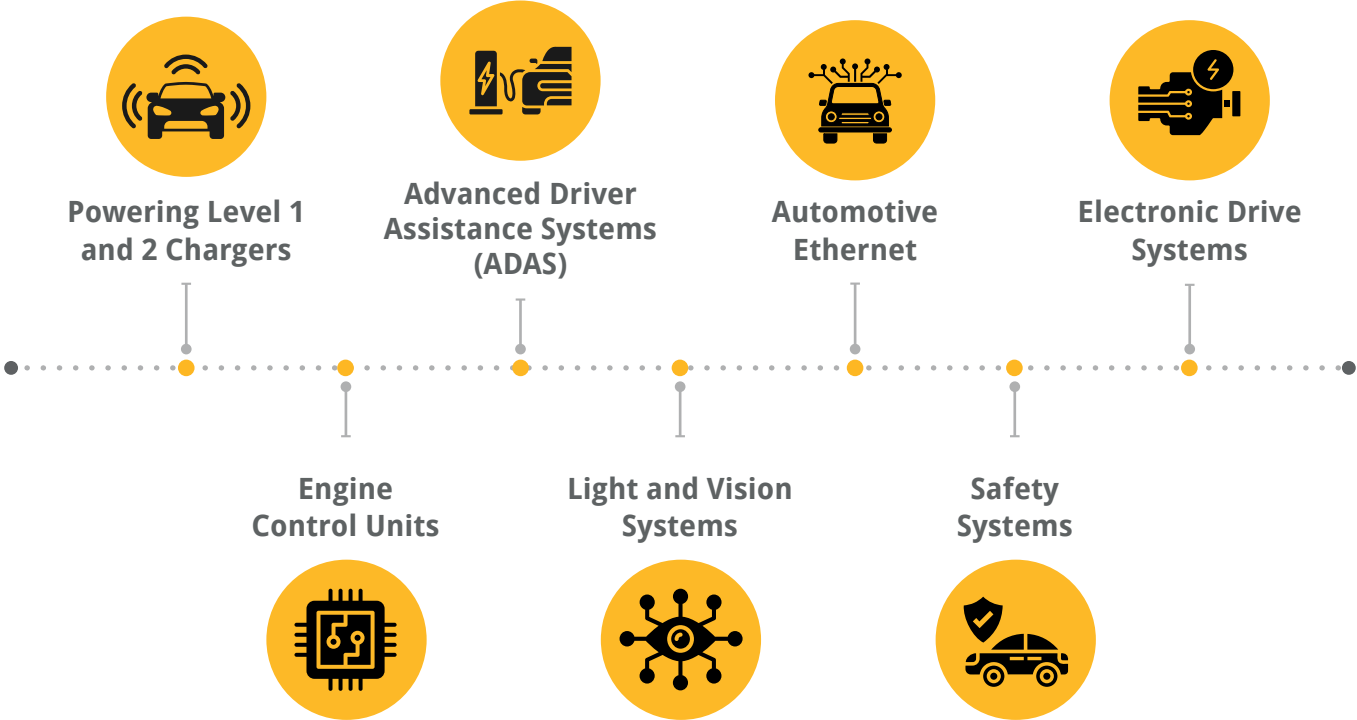 Powering Level 1
and 2 Chargers
Advanced Driver
Assistance Systems
(ADAS)
Automotive
Ethernet
Electronic Drive
Systems
Engine
Control Units
Light and Vision
Systems
Safety
Systems